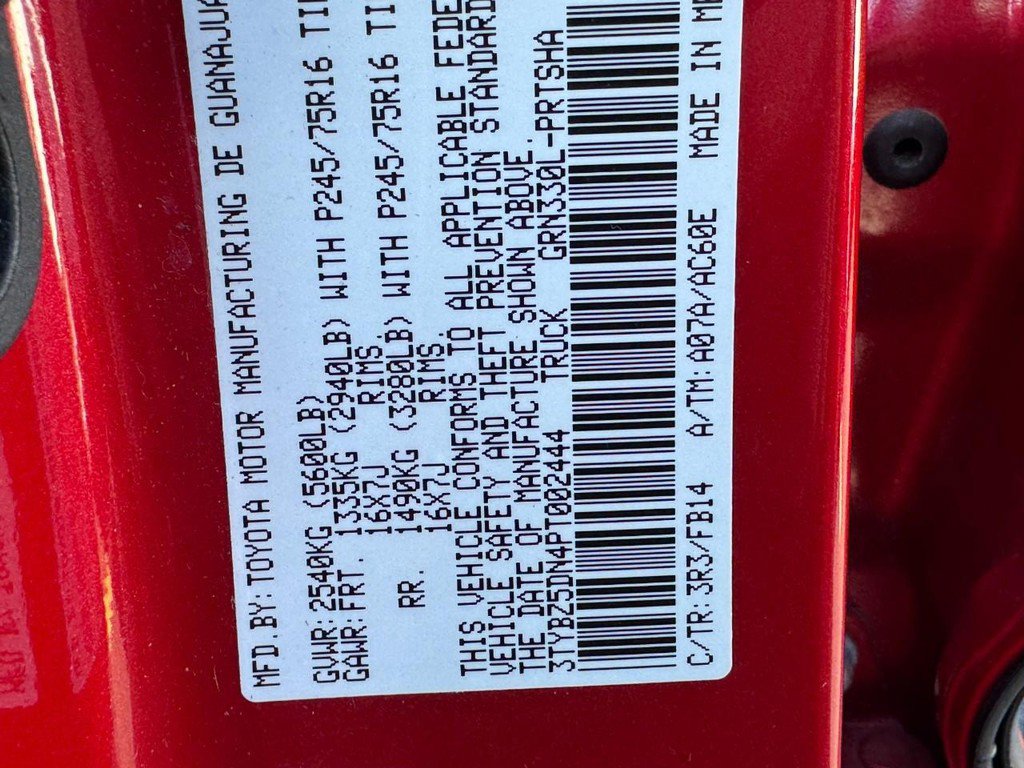 MFD.BY:TOYOTA MOTOR MANUFACTURING DE GUANAJUA
GVWR:2540KG (5600LB)
GAWR:FRT. 1335KG (2940LB) WITH P245/75R16 TI
16X7J RIMS.
RR. 1490KG (3280LB) WITH P245/75R16 TI
16X7J RIMS.
THIS VEHICLE CONFORMS TO ALL APPLICABLE FEDE
VEHICLE SAFETY AND THEFT PREVENTION STANDARD
THE DATE OF MANUFACTURE SHOWN ABOVE.
3TYBZ5DN4PT002444 TRUCK GRN330L-PRTSHA
C/TR:3R3/FB14 A/TM:A07A/AC60E MADE IN ME